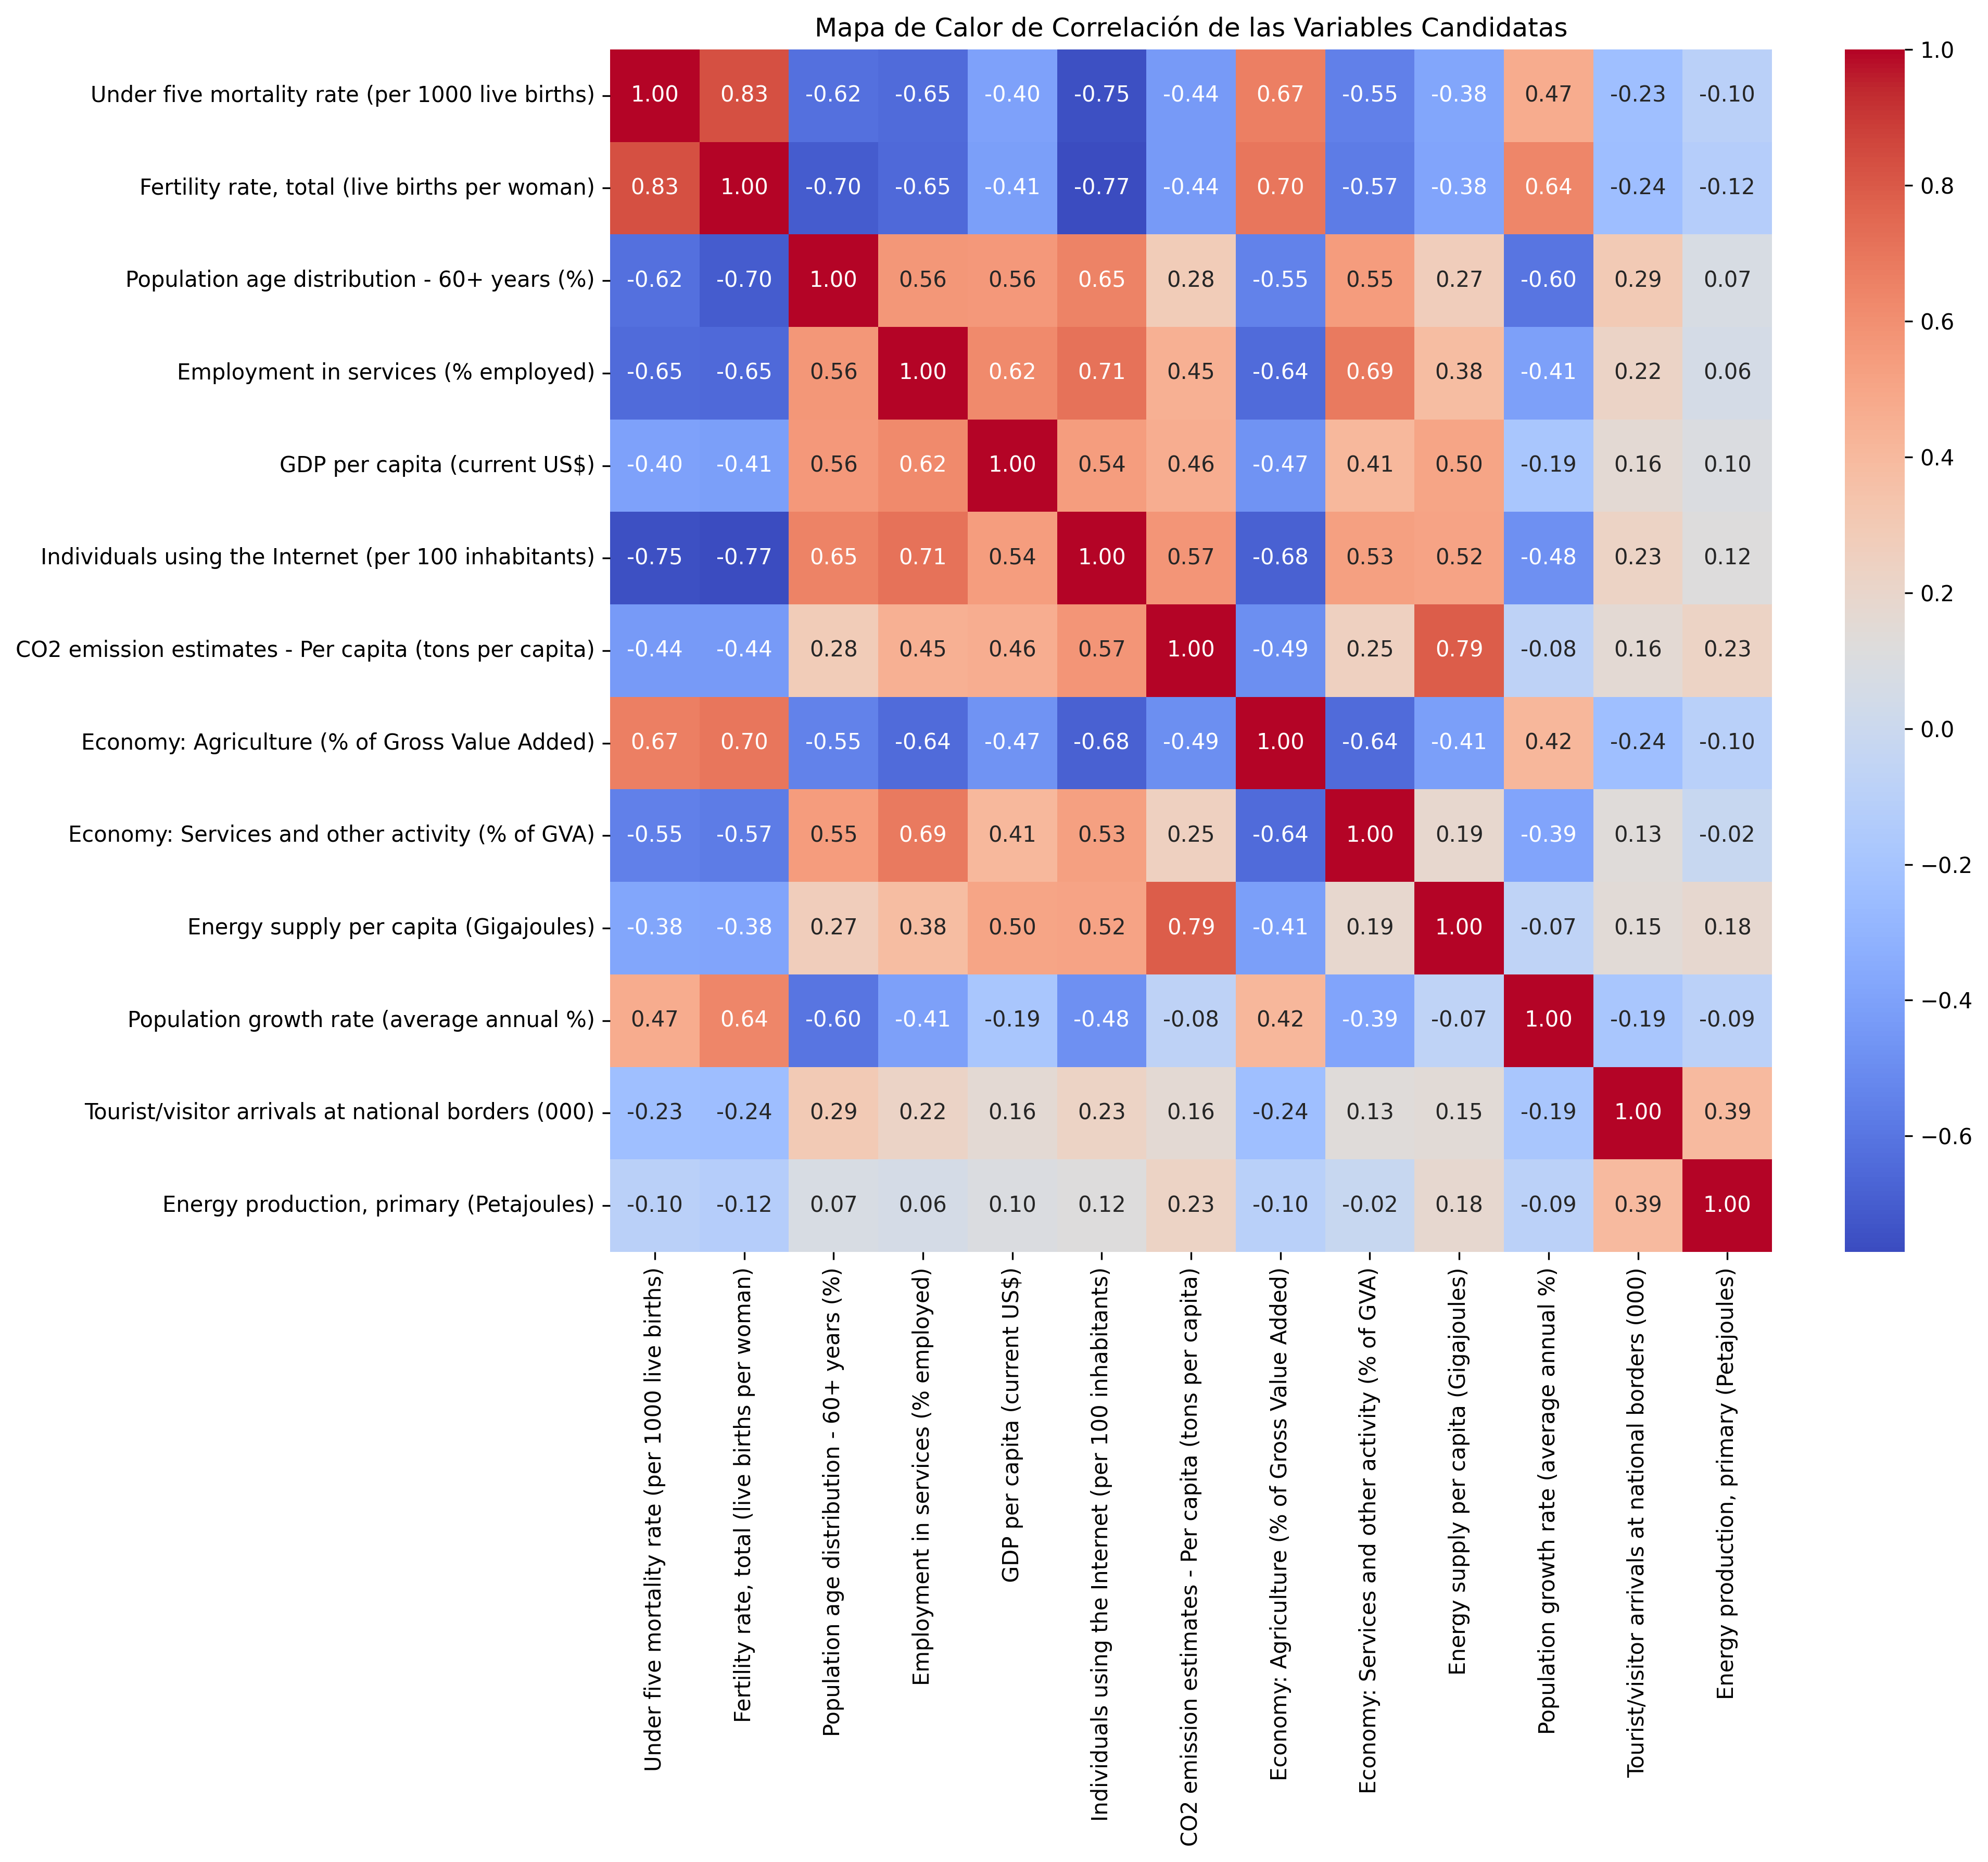 Mapa de Calor de Correlación de las Variables Candidatas
Under five mortality rate (per 1000 live births) 1.00 0.83 -0.62 -0.65 -0.40 -0.75 -0.44 0.67 -0.55 -0.38 0.47 -0.23 -0.10
Fertility rate, total (live births per woman) 0.83 1.00 -0.70 -0.65 -0.41 -0.77 -0.44 0.70 -0.57 -0.38 0.64 -0.24 -0.12
Population age distribution - 60+ years (%) -0.62 -0.70 1.00 0.56 0.56 0.65 0.28 -0.55 0.55 0.27 -0.60 0.29 0.07
Employment in services (% employed) -0.65 -0.65 0.56 1.00 0.62 0.71 0.45 -0.64 0.69 0.38 -0.41 0.22 0.06
GDP per capita (current US$) -0.40 -0.41 0.56 0.62 1.00 0.54 0.46 -0.47 0.41 0.50 -0.19 0.16 0.10
Individuals using the Internet (per 100 inhabitants) -0.75 -0.77 0.65 0.71 0.54 1.00 0.57 -0.68 0.53 0.52 -0.48 0.23 0.12
CO2 emission estimates - Per capita (tons per capita) -0.44 -0.44 0.28 0.45 0.46 0.57 1.00 -0.49 0.25 0.79 -0.08 0.16 0.23
Economy: Agriculture (% of Gross Value Added) 0.67 0.70 -0.55 -0.64 -0.47 -0.68 -0.49 1.00 -0.64 -0.41 0.42 -0.24 -0.10
Economy: Services and other activity (% of GVA) -0.55 -0.57 0.55 0.69 0.41 0.53 0.25 -0.64 1.00 0.19 -0.39 0.13 -0.02
Energy supply per capita (Gigajoules) -0.38 -0.38 0.27 0.38 0.50 0.52 0.79 -0.41 0.19 1.00 -0.07 0.15 0.18
Population growth rate (average annual %) 0.47 0.64 -0.60 -0.41 -0.19 -0.48 -0.08 0.42 -0.39 -0.07 1.00 -0.19 -0.09
Tourist/visitor arrivals at national borders (000) -0.23 -0.24 0.29 0.22 0.16 0.23 0.16 -0.24 0.13 0.15 -0.19 1.00 0.39
Energy production, primary (Petajoules) -0.10 -0.12 0.07 0.06 0.10 0.12 0.23 -0.10 -0.02 0.18 -0.09 0.39 1.00
Under five mortality rate (per 1000 live births)
Fertility rate, total (live births per woman)
Population age distribution - 60+ years (%)
Employment in services (% employed)
GDP per capita (current US$)
Individuals using the Internet (per 100 inhabitants)
CO2 emission estimates - Per capita (tons per capita)
Economy: Agriculture (% of Gross Value Added)
Economy: Services and other activity (% of GVA)
Energy supply per capita (Gigajoules)
Population growth rate (average annual %)
Tourist/visitor arrivals at national borders (000)
Energy production, primary (Petajoules)
1.0
0.8
0.6
0.4
0.2
0.0
−0.2
−0.4
−0.6